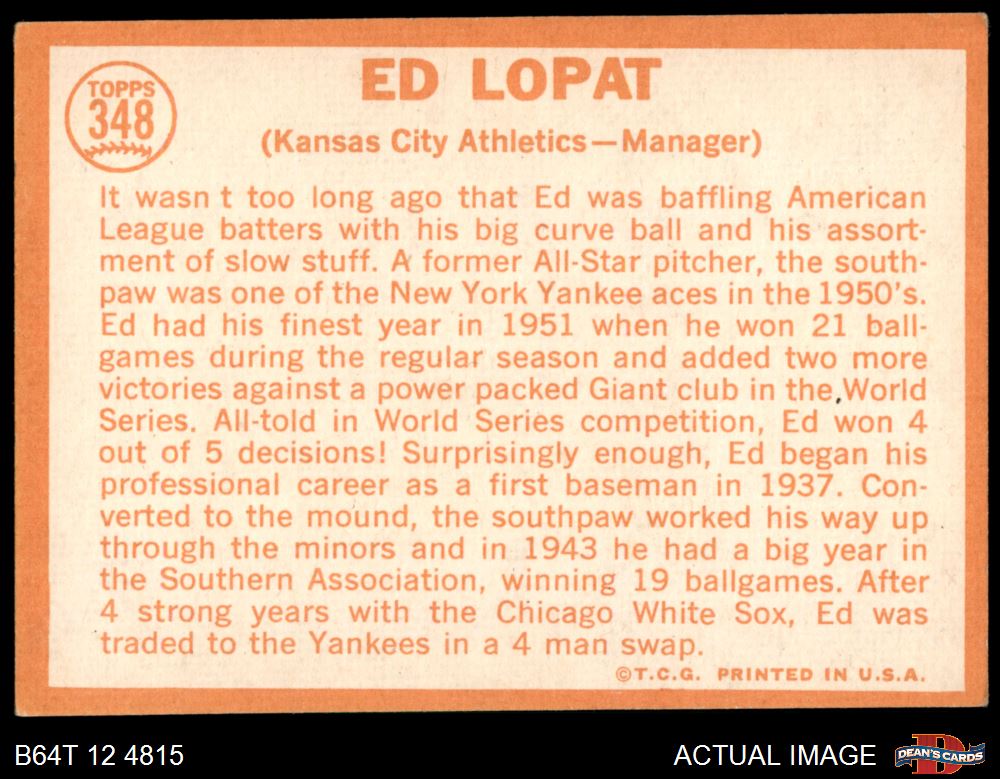 TOPPS
348
ED LOPAT
(Kansas City Athletics—Manager)
It wasn t too long ago that Ed was baffling American
League batters with his big curve ball and his assort-
ment of slow stuff. A former All-Star pitcher, the south-
paw was one of the New York Yankee aces in the 1950's.
Ed had his finest year in 1951 when he won 21 ball-
games during the regular season and added two more
victories against a power packed Giant club in the World
Series. All-told in World Series competition, Ed won 4
out of 5 decisions! Surprisingly enough, Ed began his
professional career as a first baseman in 1937. Con-
verted to the mound, the southpaw worked his way up
through the minors and in 1943 he had a big year in
the Southern Association, winning 19 ballgames. After
4 strong years with the Chicago White Sox, Ed was
traded to the Yankees in a 4 man swap.
©T.C.G. PRINTED IN U.S.A.
B64T 12 4815
ACTUAL IMAGE
DEAN'S CARDS